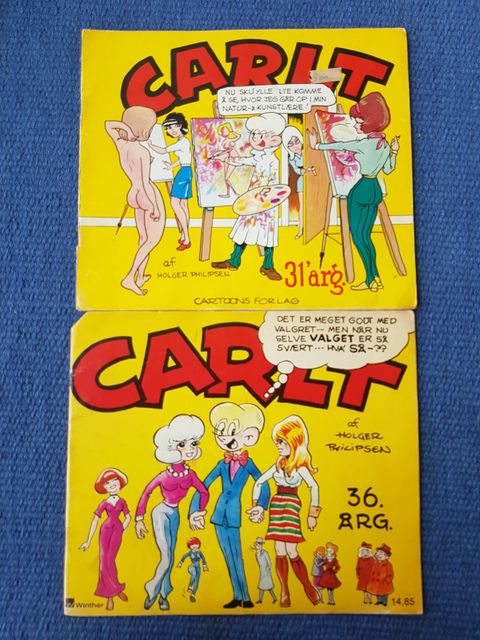 CARLT
NU SKU'YLLE LILE KOMME
Å SE, HVOR JEG GÅR OP I MIN
NATUR- & KUNSTLÆRE!
af
HOLGER PHILIPSEN.
31'årg.
CARTOONS FORLAG
CARLT
DET ER MEGET GODT MED
VALGRET-- MEN NÅR NU
SELVE VALGET ER SÅ
SVÆRT--- HVA' SÅ-??
af
HOLGER
PHILIPSEN
36.
ÅRG.
Winther
14,85